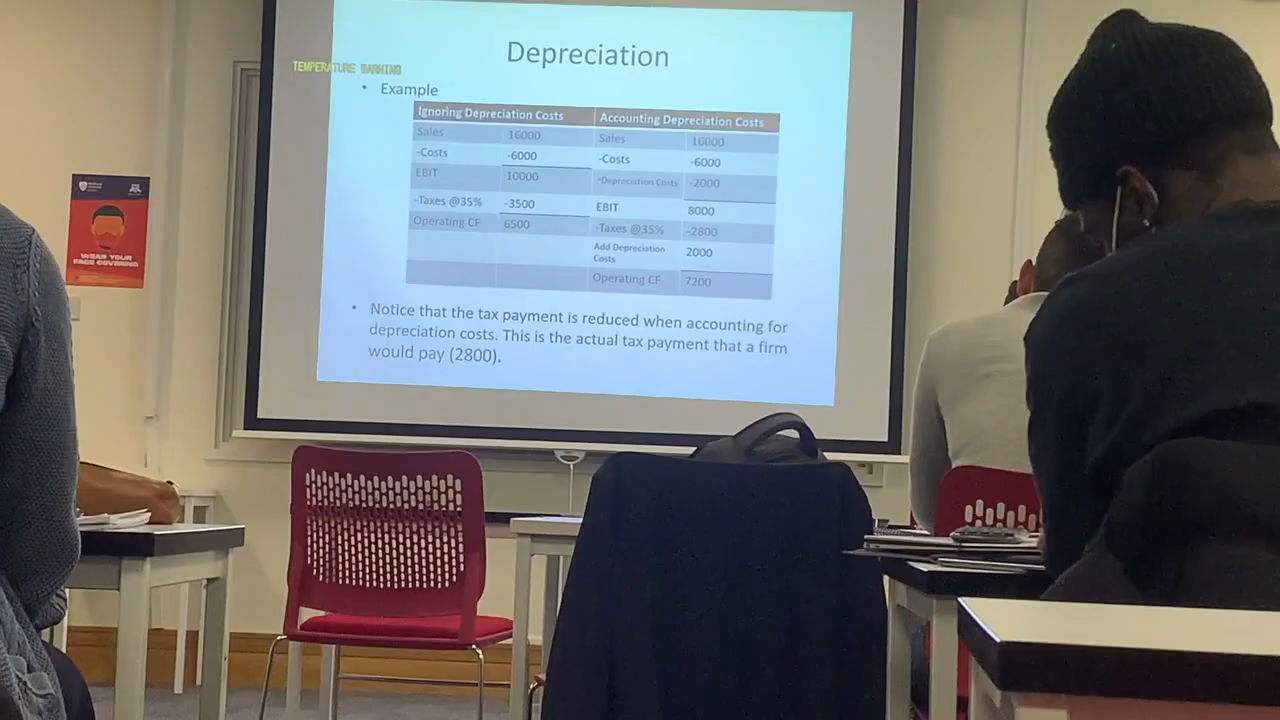 Depreciation
TEMPERATURE WARNING
• Example
Ignoring Depreciation Costs Accounting Depreciation Costs
Sales 16000 Sales 16000
-Costs -6000 -Costs -6000
EBIT 10000 -Depreciation Costs -2000
-Taxes @35% -3500 EBIT 8000
Operating CF 6500 -Taxes @35% -2800
Add Depreciation
Costs 2000
Operating CF 7200
• Notice that the tax payment is reduced when accounting for
depreciation costs. This is the actual tax payment that a firm
would pay (2800).
WEAR YOUR
FACE COVERING